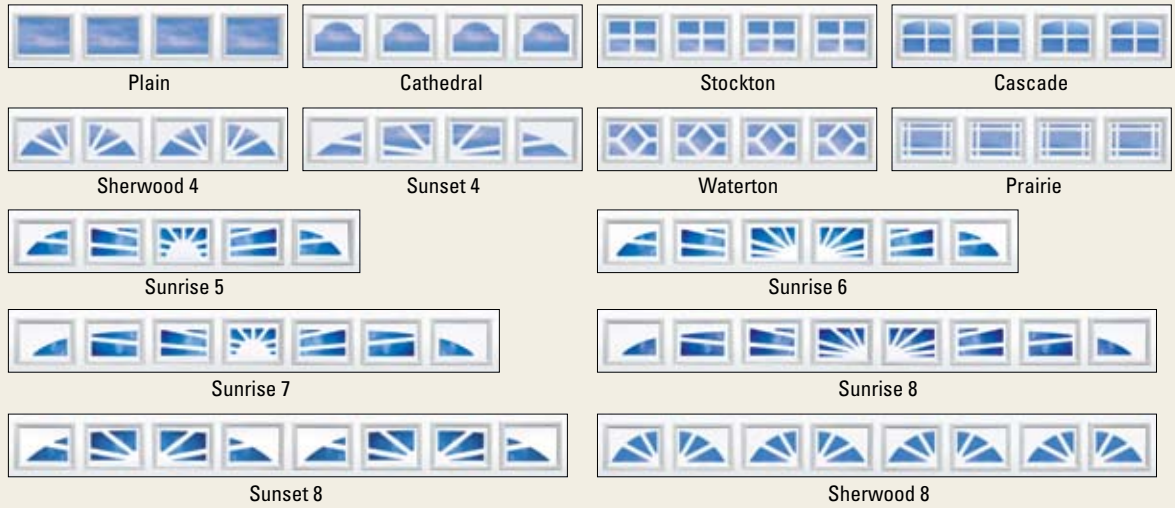 Plain
Cathedral
Stockton
Cascade
Sherwood 4
Sunset 4
Waterton
Prairie
Sunrise 5
Sunrise 6
Sunrise 7
Sunrise 8
Sunset 8
Sherwood 8